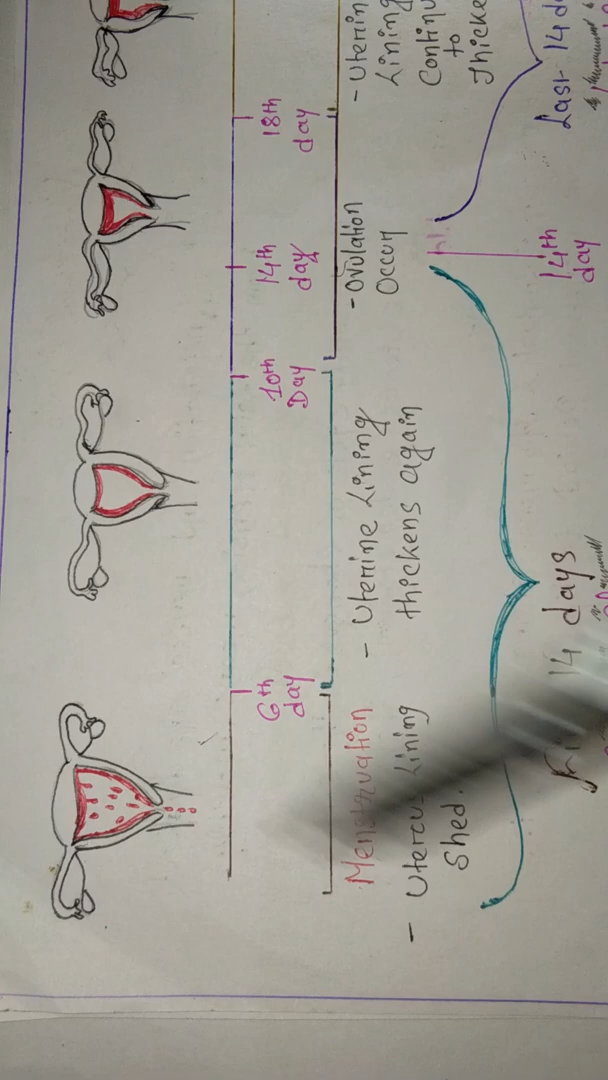 6th
day
10th
Day
14th
day
18th
day
Menstruation
- Lining
Shed.
- Uterine Lining
thickens again
- Ovulation
Occur
- Uterin
Lining
Continu
to
Thicke
14 days
14th
day
Last 14 d